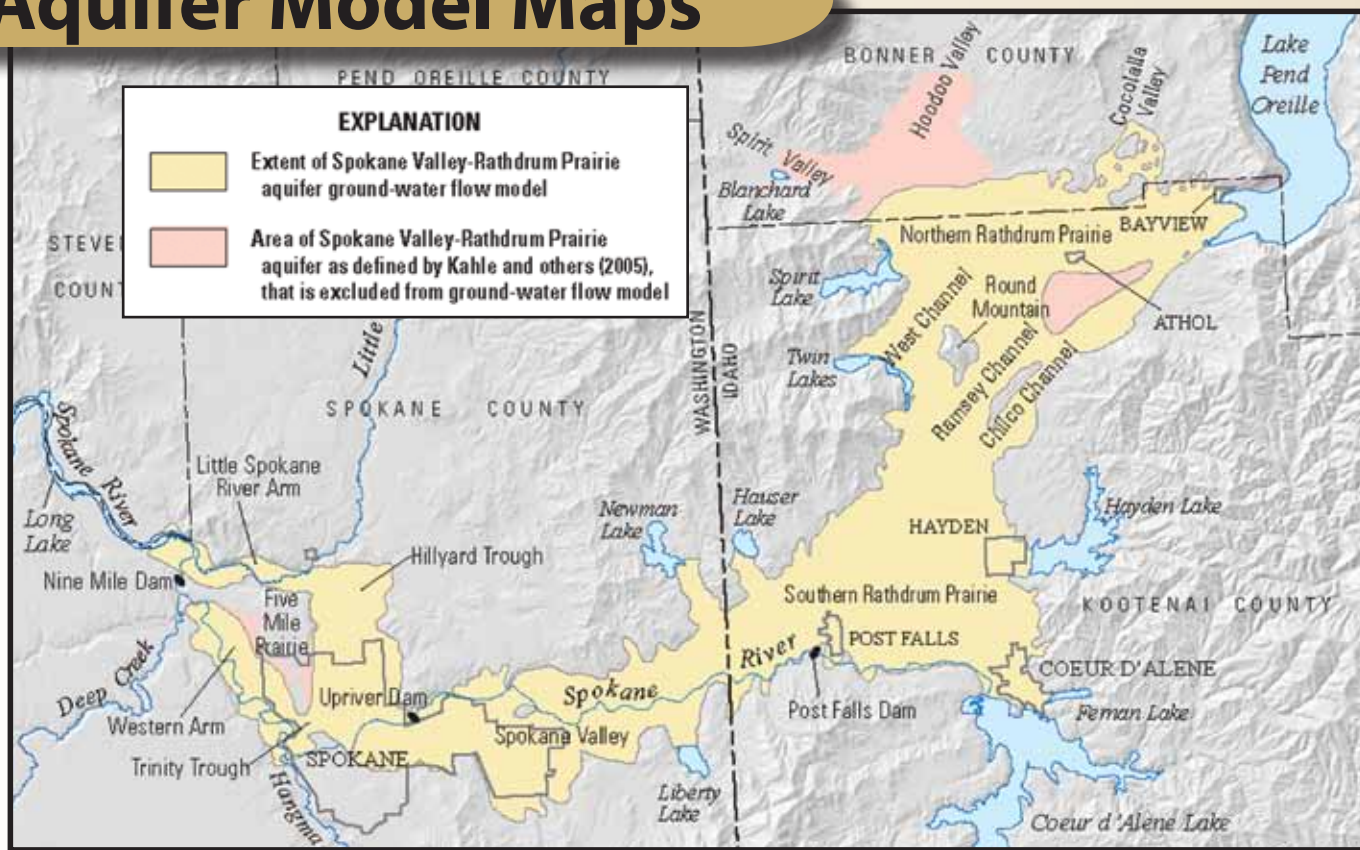 Aquifer Model Maps
PEND OREILLE COUNTY
BONNER COUNTY
Hoodoo Valley
Cocolalla
Valley
Lake
Pend
Oreille
EXPLANATION
Extent of Spokane Valley-Rathdrum Prairie
aquifer ground-water flow model
Area of Spokane Valley-Rathdrum Prairie
aquifer as defined by Kahle and others (2005),
that is excluded from ground-water flow model
Spirit Valley
Blanchard
Lake
BAYVIEW
Northern Rathdrum Prairie
STEVE
COUNT
Spirit
Lake
Round
Mountain
West Channel
ATHOL
WASHINGTON
IDAHO
Little
Twin
Lakes
Ramsey Channel
Chilco Channel
SPOKANE COUNTY
Spokane River
Little Spokane
River Arm
Long
Lake
Newman
Lake
Hauser
Lake
Hayden Lake
HAYDEN
Hillyard Trough
Nine Mile Dam
Five
Mile
Prairie
Southern Rathdrum Prairie
KOOTENAI COUNTY
POST FALLS
Spokane River
COEUR D'ALENE
Deep Creek
Upriver Dam
Fernan Lake
Post Falls Dam
Western Arm
Spokane Valley
Trinity Trough
SPOKANE
Hangma
Liberty
Lake
Coeur d'Alene Lake